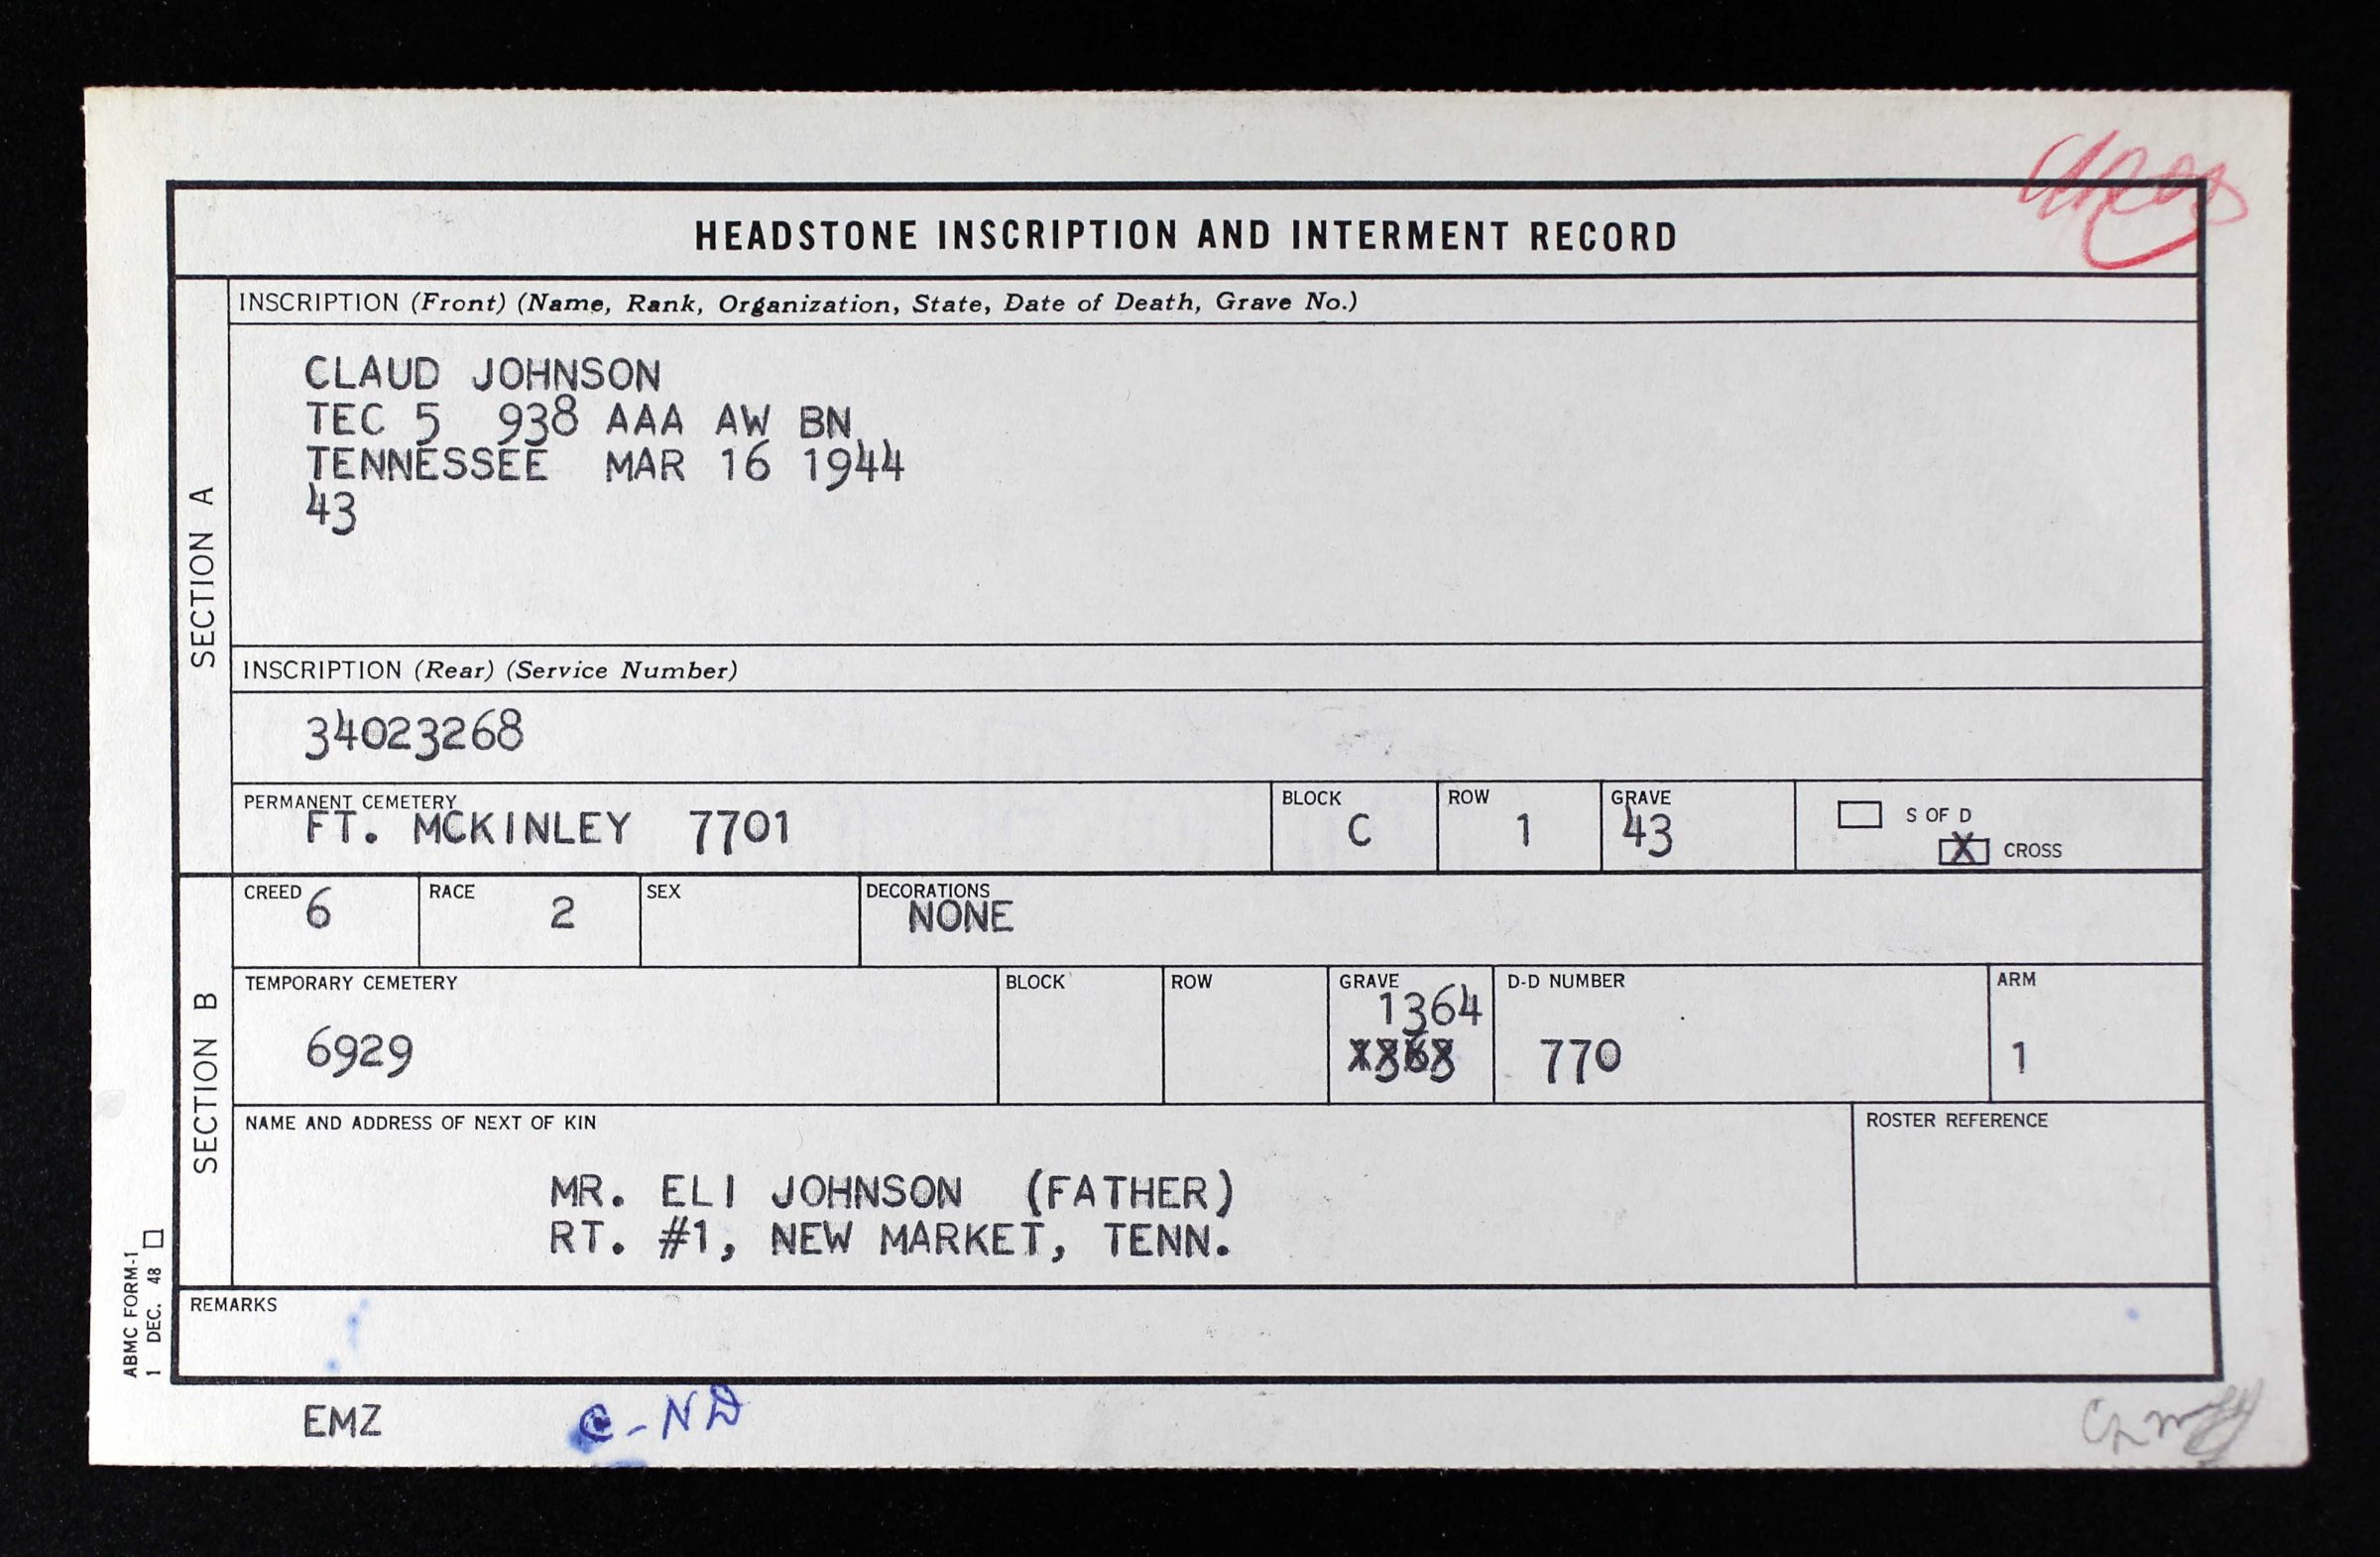 HEADSTONE INSCRIPTION AND INTERMENT RECORD
SECTION A
INSCRIPTION (Front) (Name, Rank, Organization, State, Date of Death, Grave No.)
CLAUD JOHNSON
TEC 5 938 AAA AW BN
TENNESSEE MAR 16 1944
43
INSCRIPTION (Rear) (Service Number)
34023268
PERMANENT CEMETERY BLOCK ROW GRAVE
FT. MCKINLEY 7701 C 1 43
S OF D
X CROSS
SECTION B
CREED RACE SEX DECORATIONS
6 2 NONE
TEMPORARY CEMETERY BLOCK ROW GRAVE D-D NUMBER ARM
1364
6929 770 1
NAME AND ADDRESS OF NEXT OF KIN ROSTER REFERENCE
MR. ELI JOHNSON (FATHER)
RT. #1, NEW MARKET, TENN.
REMARKS
ABMC FORM-1
1 DEC. 48
EMZ C-ND